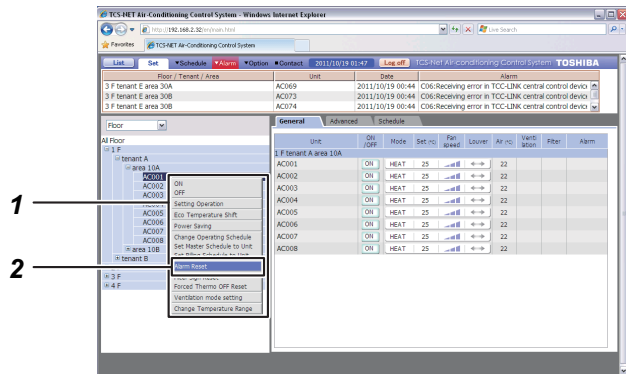 TCS-NET Air-Conditioning Control System - Windows Internet Explorer
http://192.168.2.32/en/main.html
Live Search
Favorites
TCS-NET Air-Conditioning Control System
List
Set
▼Schedule
▼Alarm
▼Option
■Contact
2011/10/19 01:47
Log off
TCS-Net Air-conditioning Control System
TOSHIBA
Floor / Tenant / Area
Unit
Date
Alarm
3 F tenant E area 30A AC069 2011/10/19 00:44 C06:Receiving error in TCC-LINK central control device
3 F tenant E area 30B AC073 2011/10/19 00:44 C06:Receiving error in TCC-LINK central control device
3 F tenant E area 30B AC074 2011/10/19 00:44 C06:Receiving error in TCC-LINK central control device
Floor
All Floor
1 F
tenant A
area 10A
AC001
AC002
AC003
AC005
AC006
AC007
AC008
area 10B
tenant B
3 F
4 F
1
2
ON
OFF
Setting Operation
Eco Temperature Shift
Power Saving
Change Operating Schedule
Set Master Schedule to Unit
Alarm Reset
Forced Thermo OFF Reset
Ventilation mode setting
Change Temperature Range
General
Advanced
Schedule
Unit
ON /OFF
Mode
Set (°C)
Fan speed
Louver
Air (°C)
Venti lation
Filter
Alarm
1 F tenant A area 10A
AC001 ON HEAT 25 22
AC002 ON HEAT 25 22
AC003 ON HEAT 25 22
AC004 ON HEAT 25 22
AC005 ON HEAT 25 22
AC006 ON HEAT 25 22
AC007 ON HEAT 25 22
AC008 ON HEAT 25 22